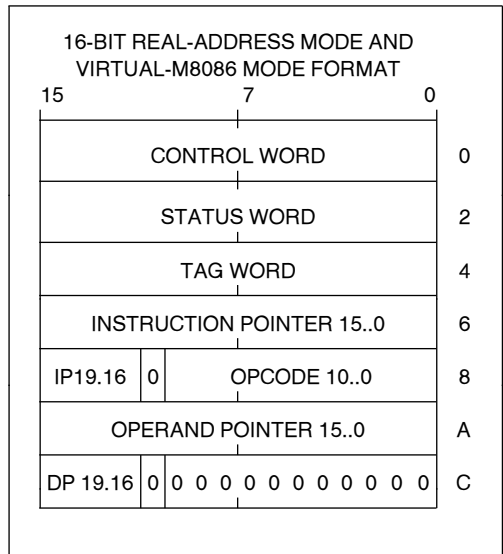 16-BIT REAL-ADDRESS MODE AND
VIRTUAL-M8086 MODE FORMAT
15 7 0
CONTROL WORD 0
STATUS WORD 2
TAG WORD 4
INSTRUCTION POINTER 15..0 6
IP19.16 0 OPCODE 10..0 8
OPERAND POINTER 15..0 A
DP 19.16 0 0 0 0 0 0 0 0 0 0 0 0 C